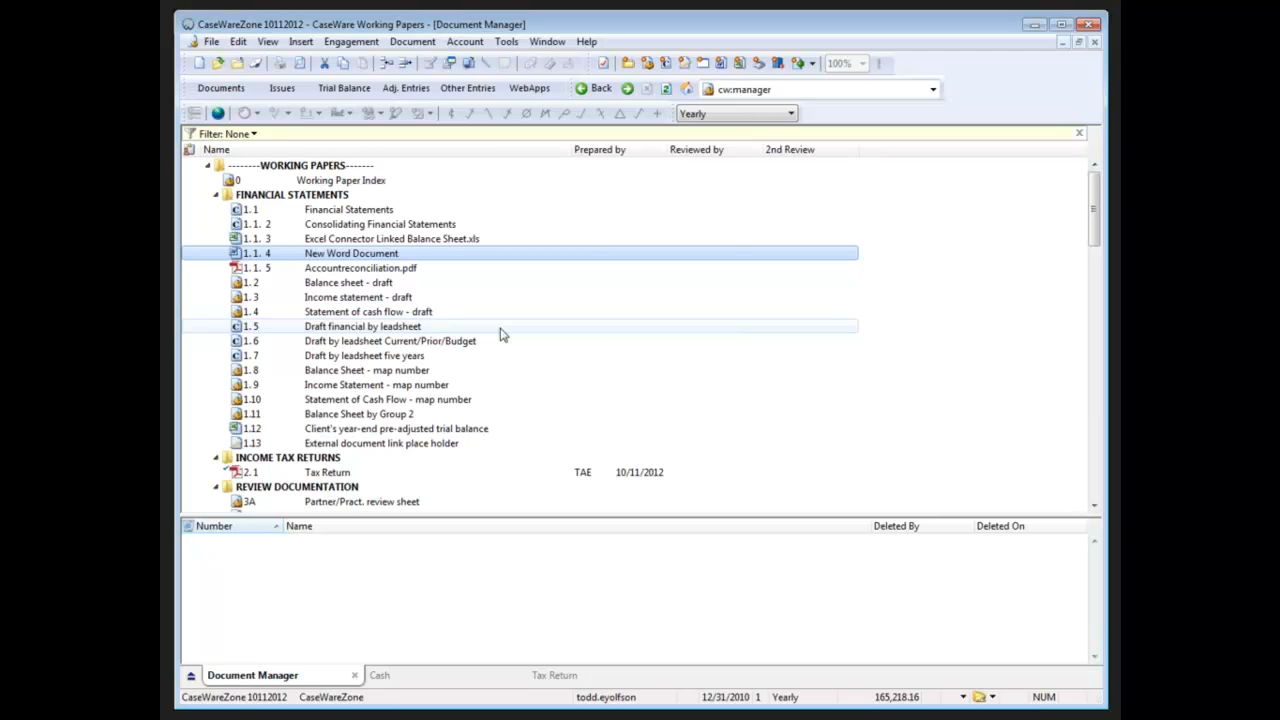 CaseWareZone 10112012 - CaseWare Working Papers - [Document Manager]
File Edit View Insert Engagement Document Account Tools Window Help
100%
Documents Issues Trial Balance Adj. Entries Other Entries WebApps Back cw:manager
Yearly
Filter: None
Name Prepared by Reviewed by 2nd Review
--------WORKING PAPERS-------
0 Working Paper Index
FINANCIAL STATEMENTS
1. 1 Financial Statements
1.1. 2 Consolidating Financial Statements
1.1. 3 Excel Connector Linked Balance Sheet.xls
1.1. 4 New Word Document
1.1. 5 Accountreconciliation.pdf
1. 2 Balance sheet - draft
1. 3 Income statement - draft
1. 4 Statement of cash flow - draft
1. 5 Draft financial by leadsheet
1. 6 Draft by leadsheet Current/Prior/Budget
1. 7 Draft by leadsheet five years
1. 8 Balance Sheet - map number
1. 9 Income Statement - map number
1.10 Statement of Cash Flow - map number
1.11 Balance Sheet by Group 2
1.12 Client's year-end pre-adjusted trial balance
1.13 External document link place holder
INCOME TAX RETURNS
2. 1 Tax Return TAE 10/11/2012
REVIEW DOCUMENTATION
3A Partner/Pract. review sheet
Number Name Deleted By Deleted On
Document Manager Cash Tax Return
CaseWareZone 10112012 CaseWareZone todd.eyolfson 12/31/2010 1 Yearly 165,218.16 NUM